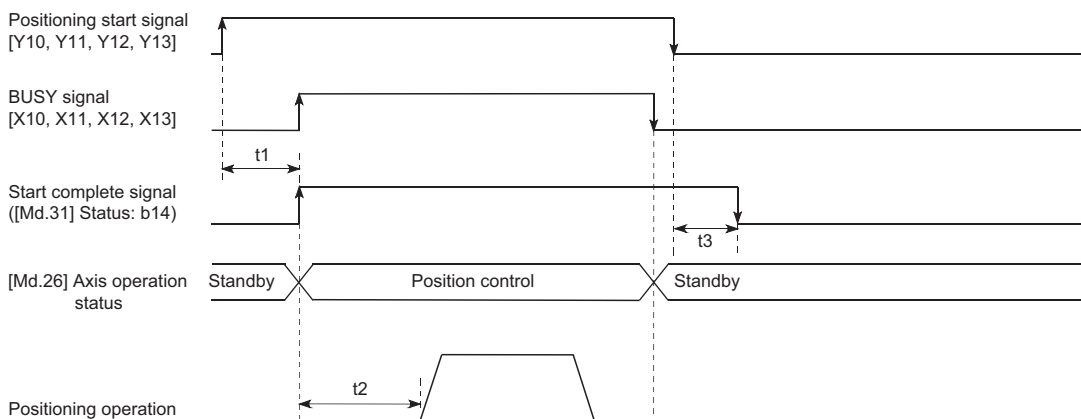 Positioning start signal
[Y10, Y11, Y12, Y13]
BUSY signal
[X10, X11, X12, X13]
t1
Start complete signal
([Md.31] Status: b14)
t3
[Md.26] Axis operation
status
Standby
Position control
Standby
t2
Positioning operation